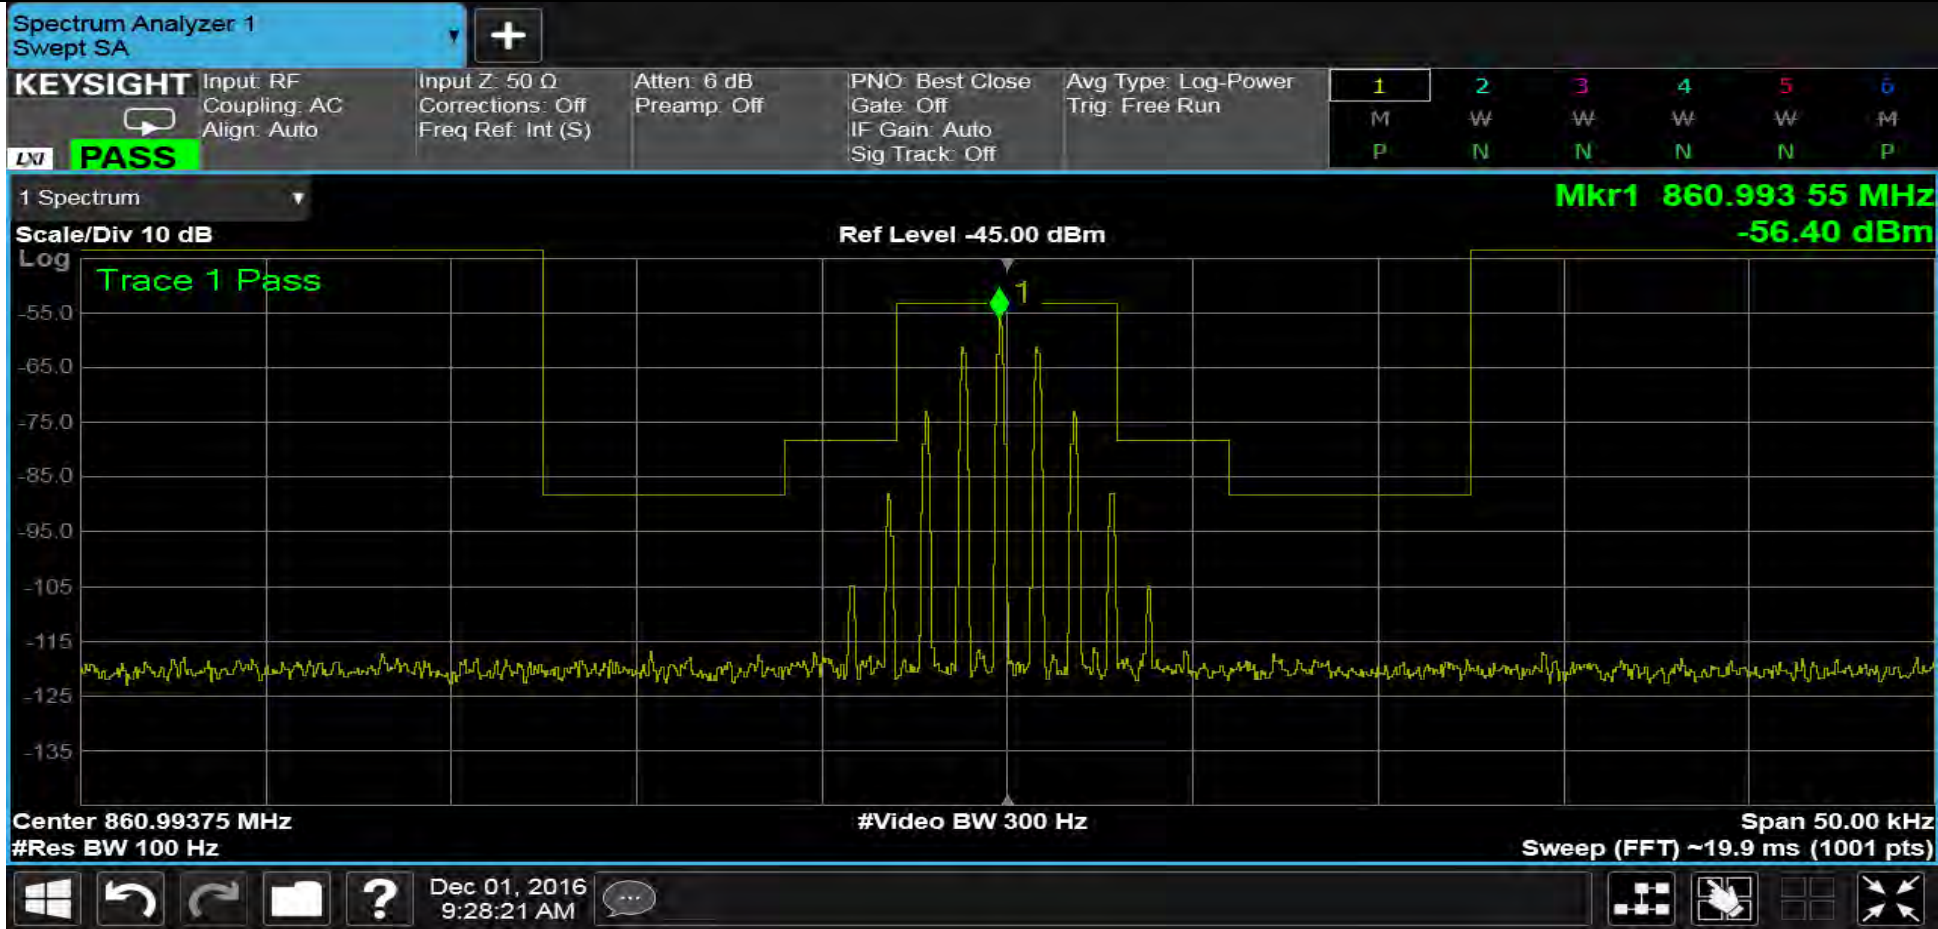 Spectrum Analyzer 1
Swept SA
KEYSIGHT
Input: RF
Coupling: AC
Align: Auto
LXI
PASS
Input Z: 50 Ω
Corrections: Off
Freq Ref: Int (S)
Atten: 6 dB
Preamp: Off
PNO: Best Close
Gate: Off
IF Gain: Auto
Sig Track: Off
Avg Type: Log-Power
Trig: Free Run
1 2 3 4 5 6
M W W W W M
P N N N N P
1 Spectrum
Mkr1 860.993 55 MHz
-56.40 dBm
Scale/Div 10 dB
Ref Level -45.00 dBm
Log
Trace 1 Pass
1
-55.0
-65.0
-75.0
-85.0
-95.0
-105
-115
-125
-135
Center 860.99375 MHz
#Video BW 300 Hz
Span 50.00 kHz
#Res BW 100 Hz
Sweep (FFT) ~19.9 ms (1001 pts)
?
Dec 01, 2016
9:28:21 AM